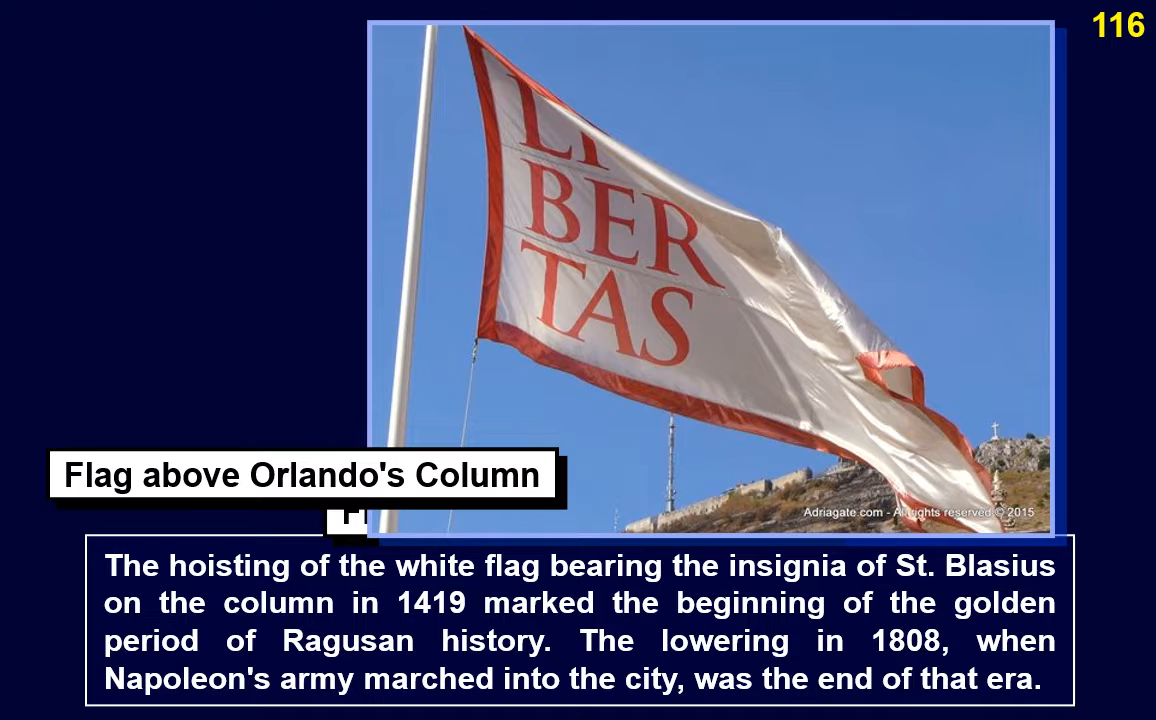 116
LI
BER
TAS
Flag above Orlando's Column
F
Adriagate.com - All rights reserved © 2015
The hoisting of the white flag bearing the insignia of St. Blasius
on the column in 1419 marked the beginning of the golden
period of Ragusan history. The lowering in 1808, when
Napoleon's army marched into the city, was the end of that era.